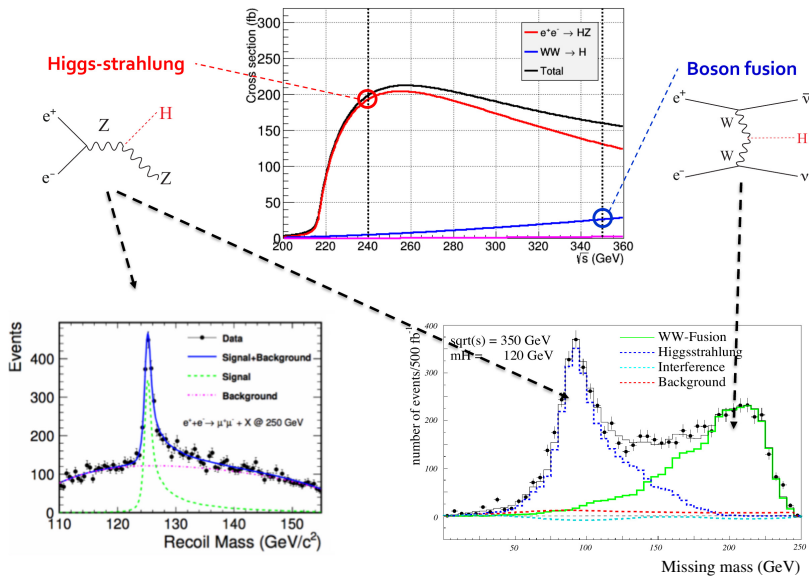 Higgs-strahlung
Boson fusion
e+
e−
Z
H
Z
Cross section (fb)
300
250
200
150
100
50
0
200
220
240
260
280
300
320
340
360
√s (GeV)
e+e- → HZ
WW → H
Total
e+
e−
W
W
H
ν̄
ν
Events
400
300
200
100
0
110
120
130
140
150
Recoil Mass (GeV/c2)
Data
Signal+Background
Signal
Background
e+e- → μ+μ- + X @ 250 GeV
number of events/500 fb-1
400
300
200
300
0
50
100
150
200
250
Missing mass (GeV)
sqrt(s) = 350 GeV
mH = 120 GeV
WW-Fusion
Higgsstrahlung
Interference
Background